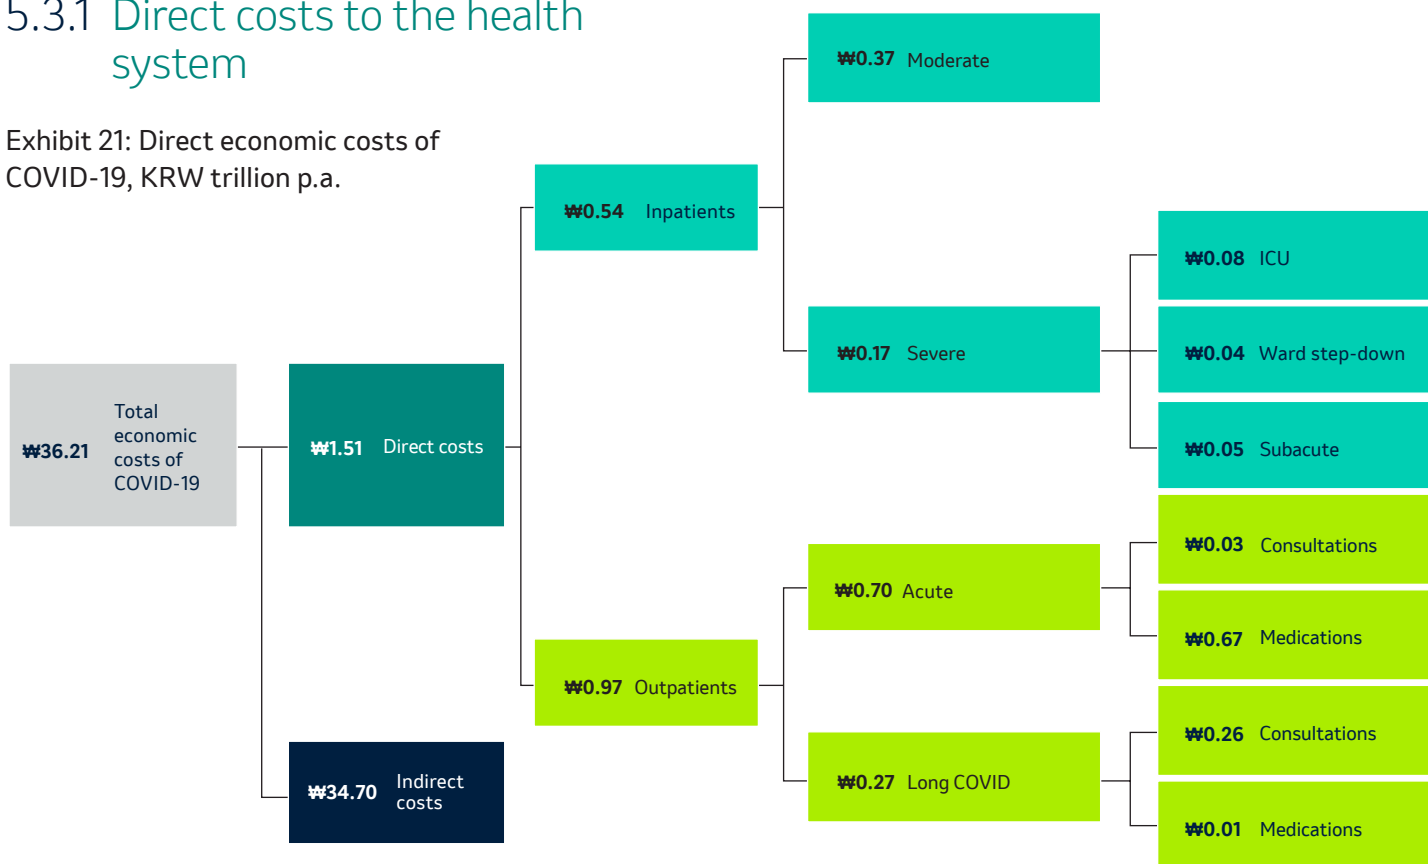 5.3.1 Direct costs to the health
system
Exhibit 21: Direct economic costs of
COVID-19, KRW trillion p.a.
₩36.21 Total
economic
costs of
COVID-19
₩1.51 Direct costs
₩34.70 Indirect
costs
₩0.54 Inpatients
₩0.97 Outpatients
₩0.37 Moderate
₩0.17 Severe
₩0.70 Acute
₩0.27 Long COVID
₩0.08 ICU
₩0.04 Ward step-down
₩0.05 Subacute
₩0.03 Consultations
₩0.67 Medications
₩0.26 Consultations
₩0.01 Medications